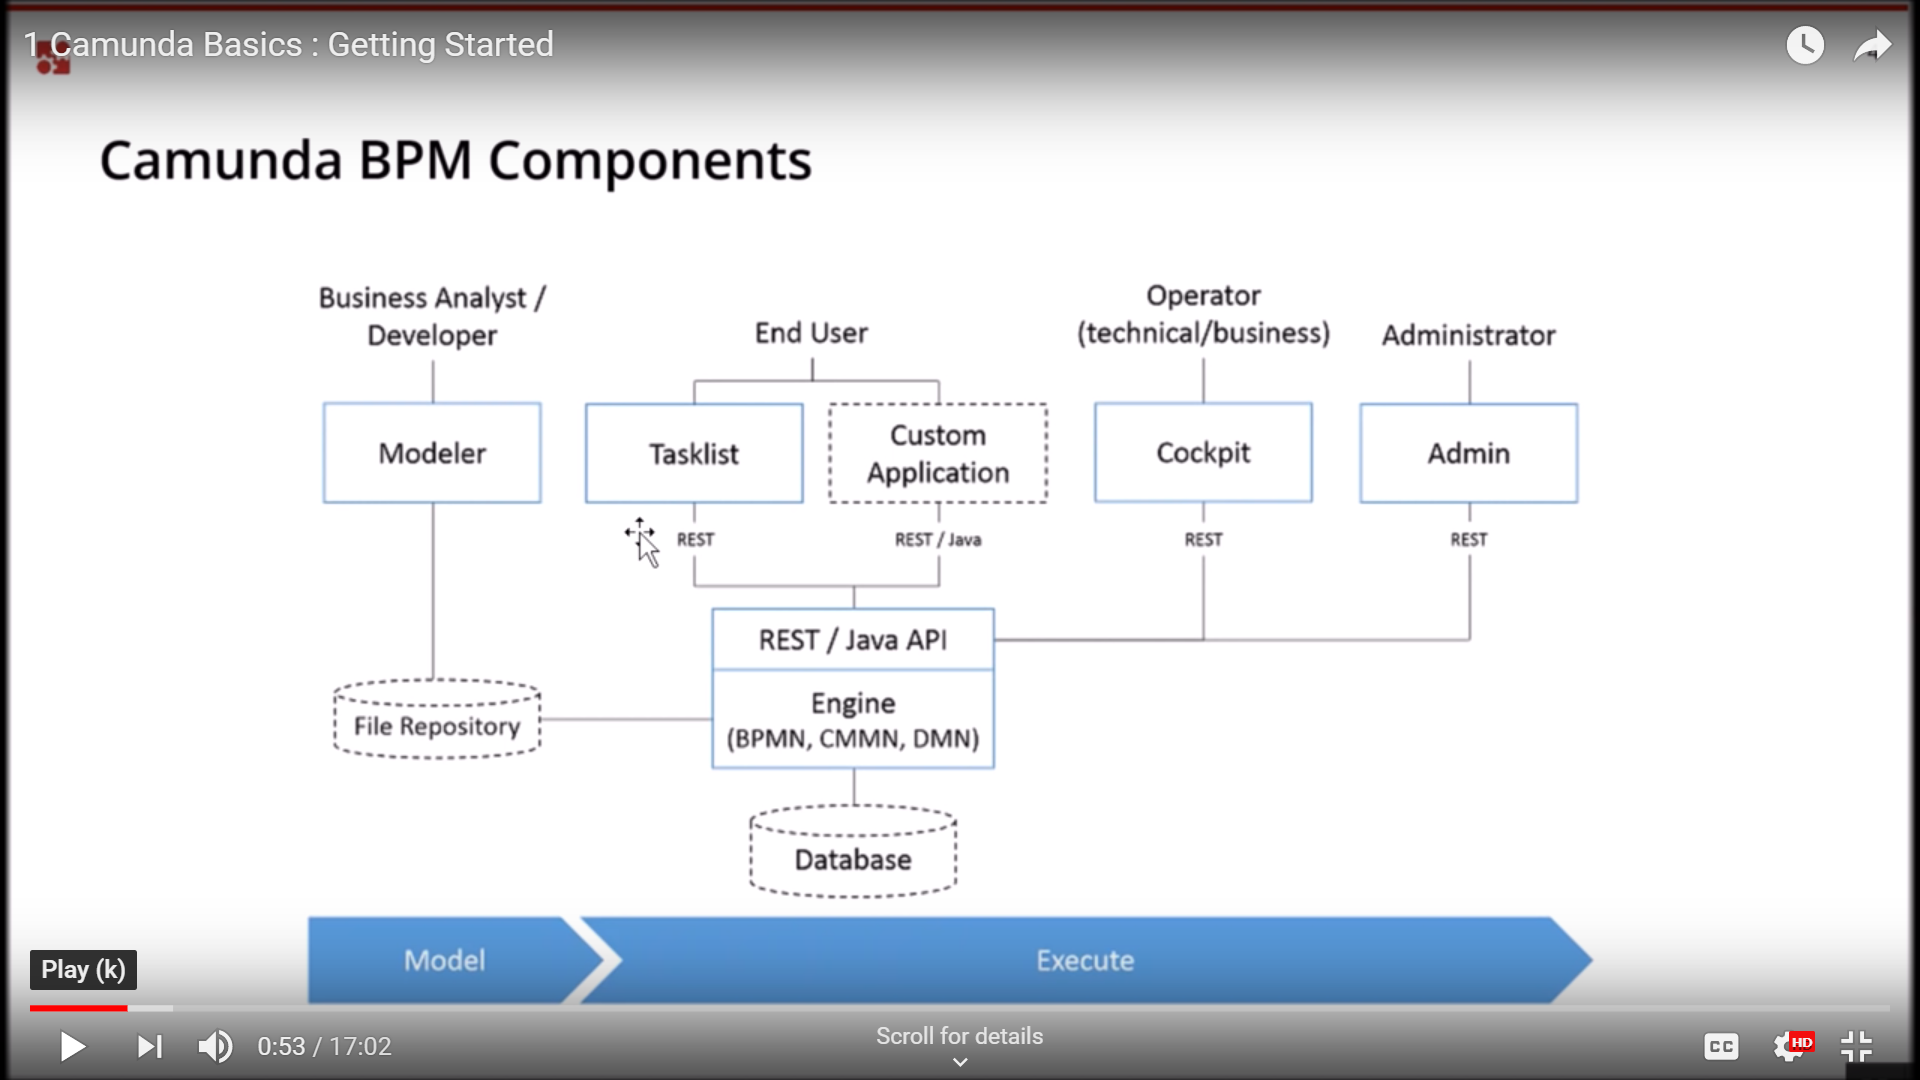 1 Camunda Basics : Getting Started
Camunda BPM Components
Business Analyst /
Developer
End User
Operator
(technical/business)
Administrator
Modeler
Tasklist
Custom
Application
Cockpit
Admin
REST
REST / Java
REST
REST
REST / Java API
Engine
(BPMN, CMMN, DMN)
File Repository
Database
Model
Execute
Play (k)
0:53 / 17:02
Scroll for details
CC
HD